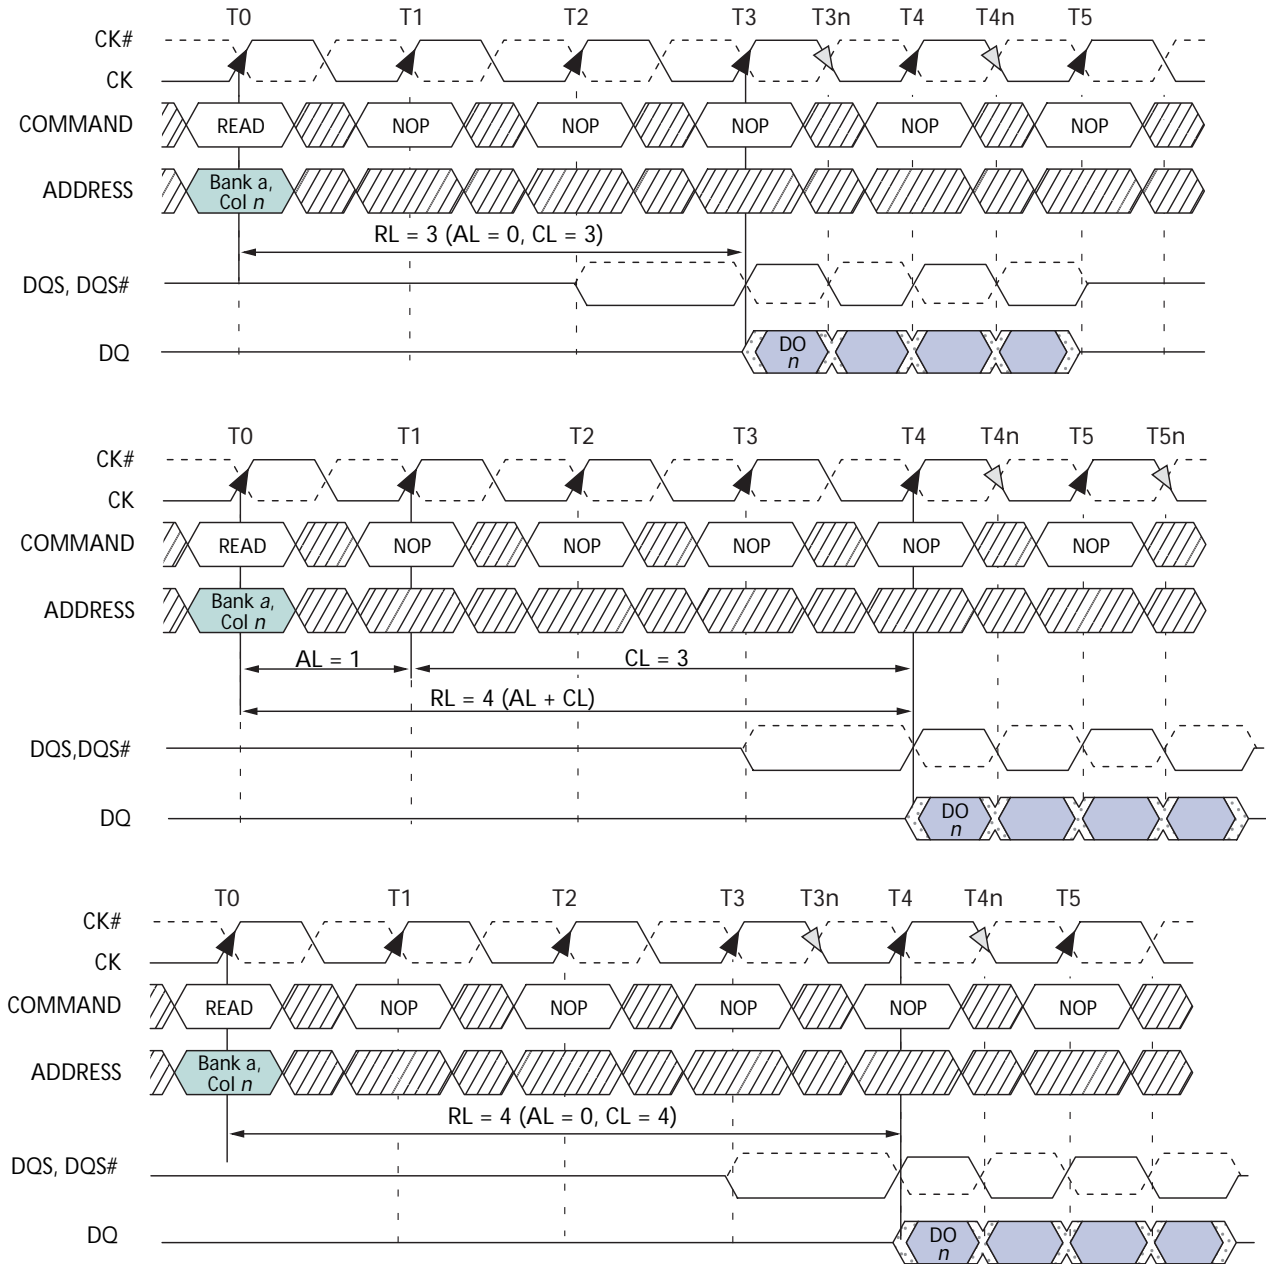 T0 T1 T2 T3 T3n T4 T4n T5
CK#
CK
COMMAND READ NOP NOP NOP NOP NOP
ADDRESS Bank a,
Col n
RL = 3 (AL = 0, CL = 3)
DQS, DQS#
DQ DO
n
T0 T1 T2 T3 T4 T4n T5 T5n
CK#
CK
COMMAND READ NOP NOP NOP NOP NOP
ADDRESS Bank a,
Col n
AL = 1 CL = 3
RL = 4 (AL + CL)
DQS,DQS#
DQ DO
n
T0 T1 T2 T3 T3n T4 T4n T5
CK#
CK
COMMAND READ NOP NOP NOP NOP NOP
ADDRESS Bank a,
Col n
RL = 4 (AL = 0, CL = 4)
DQS, DQS#
DQ DO
n